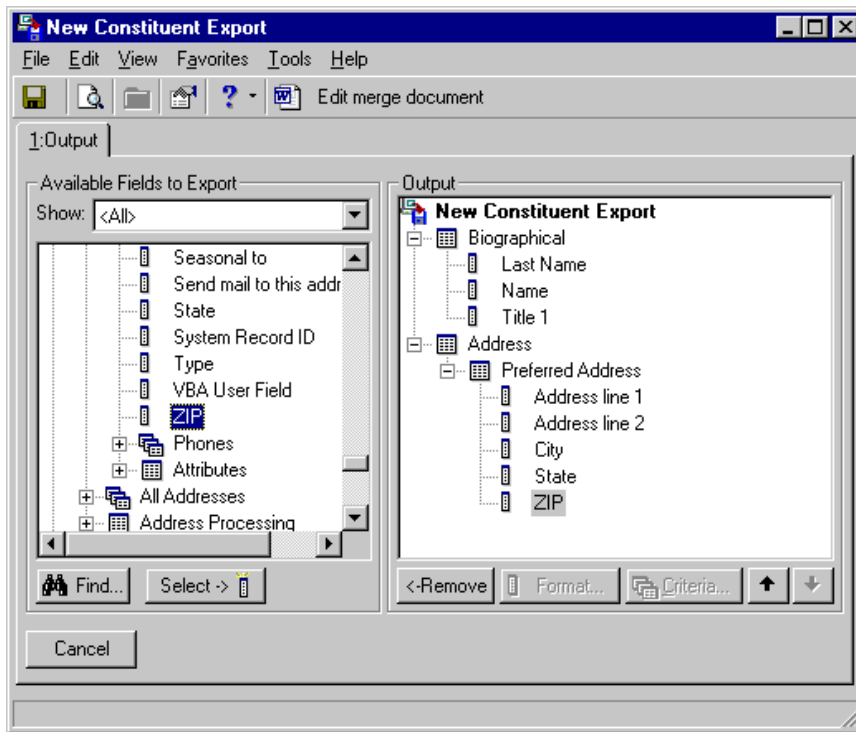 New Constituent Export
File Edit View Favorites Tools Help
Edit merge document
1:Output
Available Fields to Export
Show: <All>
Seasonal to
Send mail to this addr
State
System Record ID
Type
VBA User Field
ZIP
Phones
Attributes
All Addresses
Address Processing
Find...
Select ->
Output
New Constituent Export
Biographical
Last Name
Name
Title 1
Address
Preferred Address
Address line 1
Address line 2
City
State
ZIP
<-Remove
Format...
Criteria...
Cancel